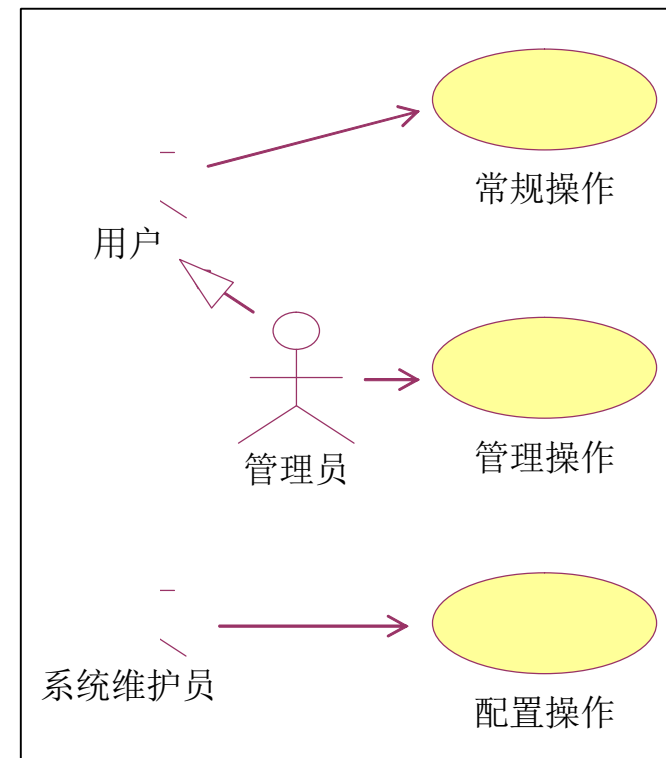 常规操作
用户
管理操作
管理员
系统维护员
配置操作